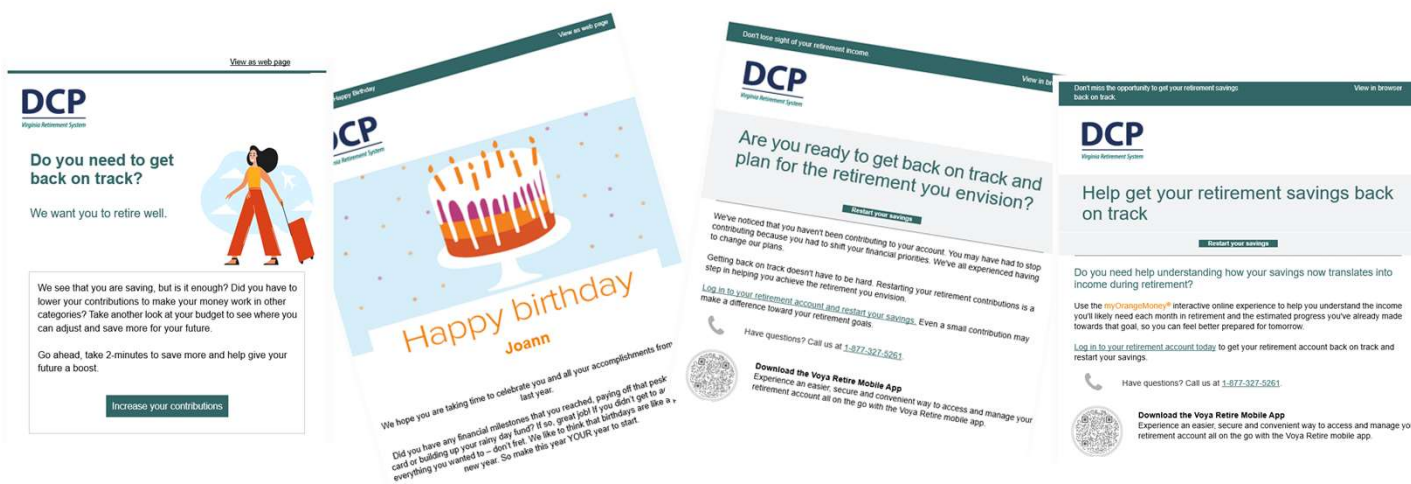 View as web page
DCP
Virginia Retirement System
Do you need to get
back on track?
We want you to retire well.
We see that you are saving, but is it enough? Did you have to
lower your contributions to make your money work in other
categories? Take another look at your budget to see where you
can adjust and save more for your future.
Go ahead, take 2-minutes to save more and help give your
future a boost.
Increase your contributions
Happy Birthday
View as web page
DCP
Retirement System
Happy birthday
Joann
We hope you are taking time to celebrate you and all your accomplishments from
last year.
Did you have any financial milestones that you reached, paying off that pesk
card or building up your rainy day fund? If so, great job! If you didn't get to a
everything you wanted to – don't fret. We like to think that birthdays are like a
new year. So make this year YOUR year to start.
Don't lose sight of your retirement income.
View in br
DCP
Virginia Retirement System
Are you ready to get back on track and
plan for the retirement you envision?
Restart your savings
We've noticed that you haven't been contributing to your account. You may have had to stop
contributing because you had to shift your financial priorities. We've all experienced having
to change our plans.
Getting back on track doesn't have to be hard. Restarting your retirement contributions is a
step in helping you achieve the retirement you envision.
Log in to your retirement account and restart your savings. Even a small contribution may
make a difference toward your retirement goals.
Have questions? Call us at 1-877-327-5261.
Download the Voya Retire Mobile App
Experience an easier, secure and convenient way to access and manage your
retirement account all on the go with the Voya Retire mobile app.
Don't miss the opportunity to get your retirement savings
back on track.
View in browser
DCP
Virginia Retirement System
Help get your retirement savings back
on track
Restart your savings
Do you need help understanding how your savings now translates into
income during retirement?
Use the myOrangeMoney® interactive online experience to help you understand the income
you'll likely need each month in retirement and the estimated progress you've already made
towards that goal, so you can feel better prepared for tomorrow.
Log in to your retirement account today to get your retirement account back on track and
restart your savings.
Have questions? Call us at 1-877-327-5261.
Download the Voya Retire Mobile App
Experience an easier, secure and convenient way to access and manage yo
retirement account all on the go with the Voya Retire mobile app.